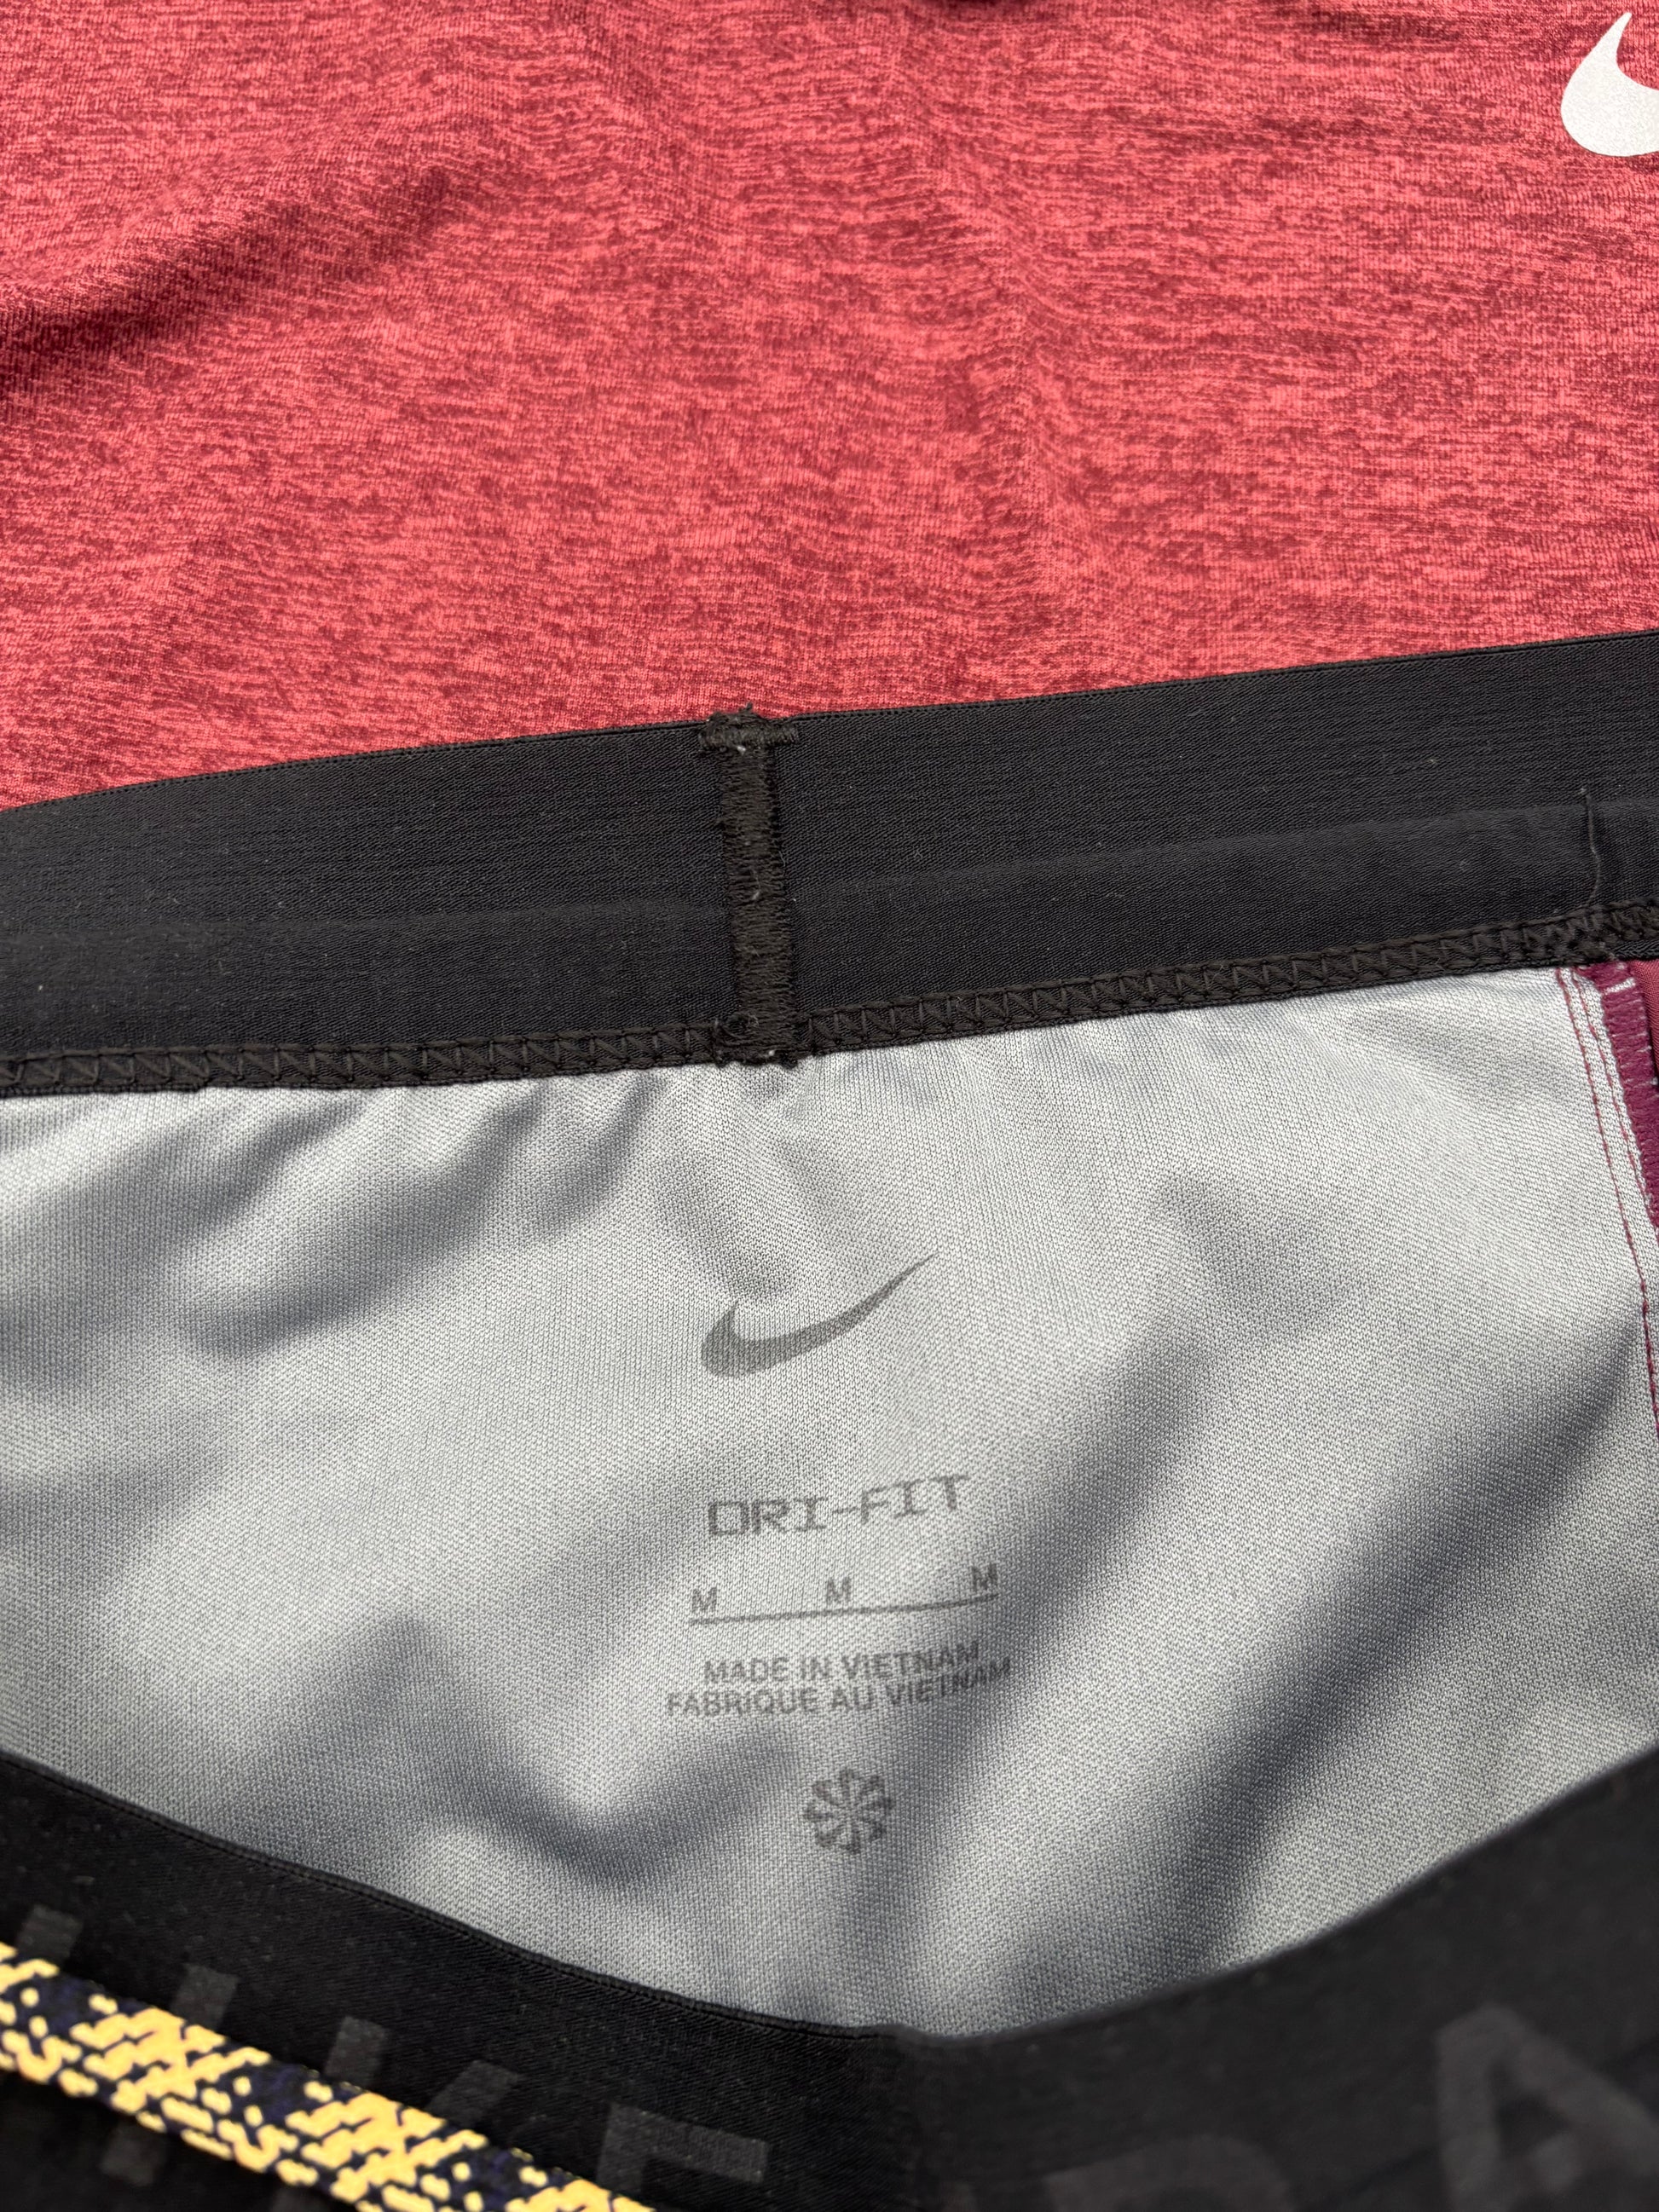 DRI-FIT
M M M
MADE IN VIETNAM
FABRIQUE AU VIETNAM